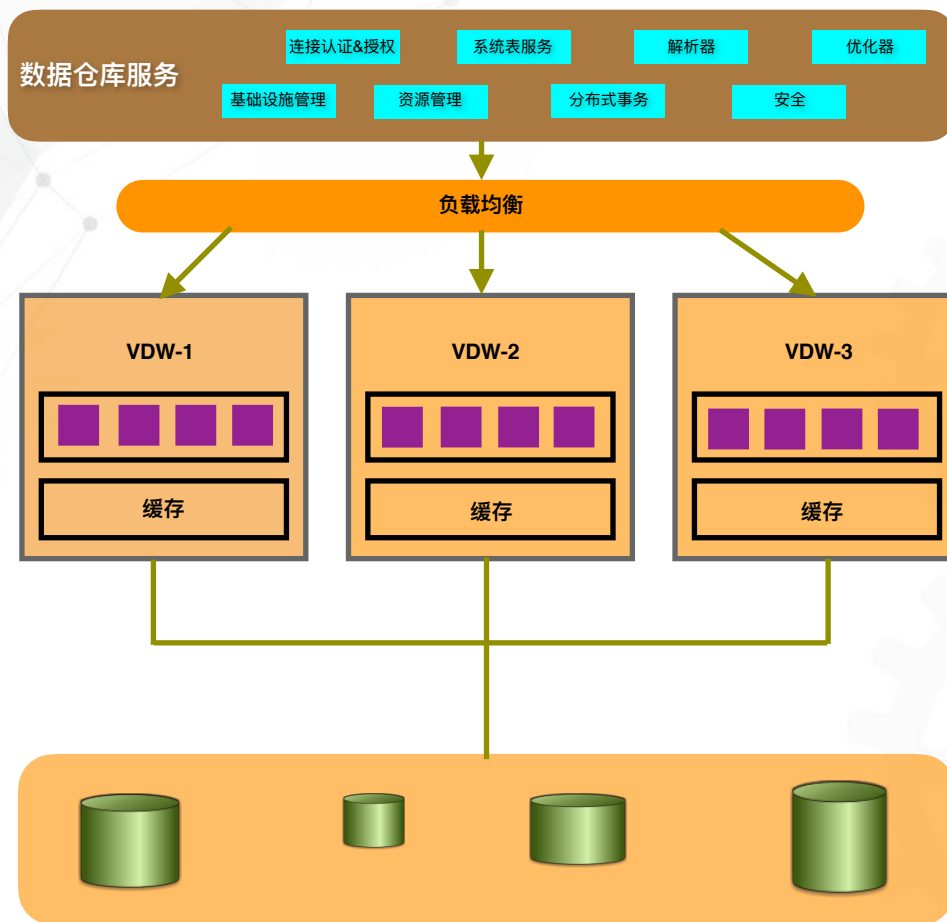 数据仓库服务
连接认证&授权
系统表服务
解析器
优化器
基础设施管理
资源管理
分布式事务
安全
负载均衡
VDW-1
VDW-2
VDW-3
缓存
缓存
缓存